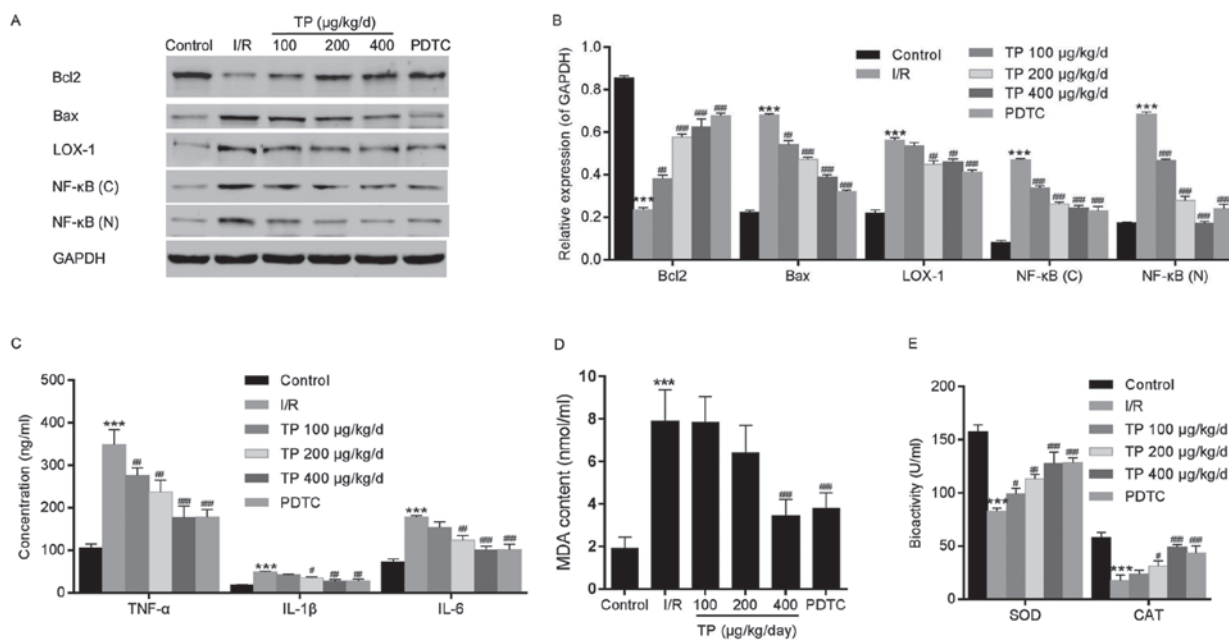 A
TP (μg/kg/d)
Control I/R 100 200 400 PDTC
Bcl2
Bax
LOX-1
NF-κB (C)
NF-κB (N)
GAPDH
B
Relative expression (of GAPDH)
1.0
0.8
0.6
0.4
0.2
0.0
Control
I/R
TP 100 μg/kg/d
TP 200 μg/kg/d
TP 400 μg/kg/d
PDTC
*** ## ### ### ###
*** ## ### ### ###
*** ## ## ###
*** ### ### ### ###
*** ### ### ### ###
Bcl2 Bax LOX-1 NF-κB (C) NF-κB (N)
C
Concentration (ng/ml)
500
400
300
200
100
0
Control
I/R
TP 100 μg/kg/d
TP 200 μg/kg/d
TP 400 μg/kg/d
PDTC
*** ## ## ### ###
*** # ## ##
*** ## ### ###
TNF-α IL-1β IL-6
D
MDA content (nmol/ml)
10
8
6
4
2
0
*** ### ###
Control I/R 100 200 400 PDTC
TP (μg/kg/day)
E
Bioactivity (U/ml)
200
150
100
50
0
Control
I/R
TP 100 μg/kg/d
TP 200 μg/kg/d
TP 400 μg/kg/d
PDTC
*** # ## ### ###
*** # ### ###
SOD CAT